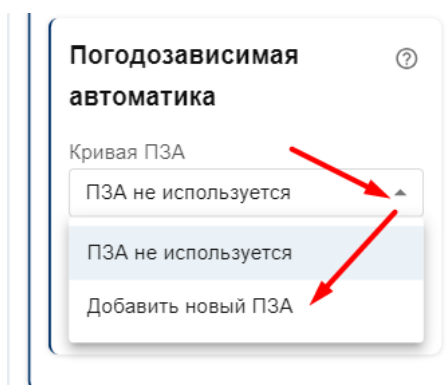 Погодозависимая
автоматика
?
Кривая ПЗА
ПЗА не используется
ПЗА не используется
Добавить новый ПЗА